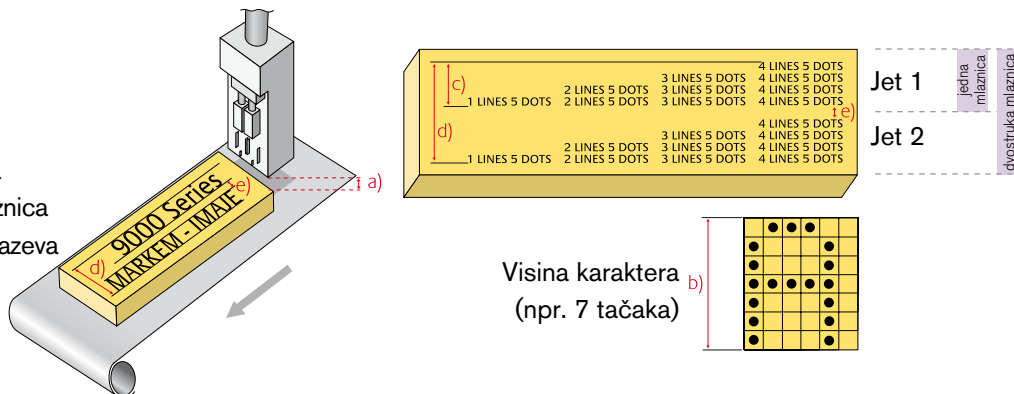 znica
azeva
9000 Series
MARKEM - IMAJE
e)
d)
a)
c)
d)
4 LINES 5 DOTS
3 LINES 5 DOTS 4 LINES 5 DOTS
2 LINES 5 DOTS 3 LINES 5 DOTS 4 LINES 5 DOTS
1 LINES 5 DOTS 2 LINES 5 DOTS 3 LINES 5 DOTS 4 LINES 5 DOTS
e)
4 LINES 5 DOTS
3 LINES 5 DOTS 4 LINES 5 DOTS
2 LINES 5 DOTS 3 LINES 5 DOTS 4 LINES 5 DOTS
1 LINES 5 DOTS 2 LINES 5 DOTS 3 LINES 5 DOTS 4 LINES 5 DOTS
Jet 1
Jet 2
jedna
mlaznica
dvostruka mlaznica
Visina karaktera
(npr. 7 tačaka)
b)